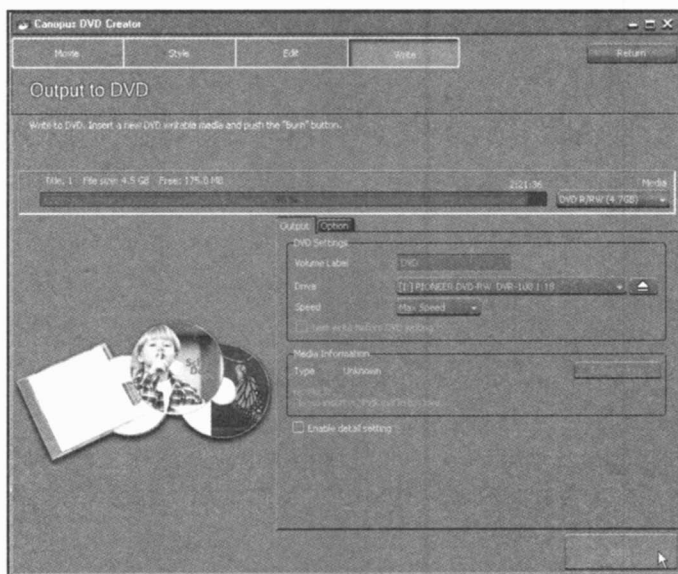 Canopus DVD Creator
Movie Style Edit Write Return
Output to DVD
Write to DVD. Insert a new DVD writable media and push the "Burn" button.
Title: 1 File size: 4.5 GB Free: 175.0 MB Media
DVD R/RW (4.7GB)
Output Option
DVD Settings
Volume Label DVD
Drive PIONEER DVD-RW
Speed Max Speed
Media Information
Type Unknown
Enable detail setting